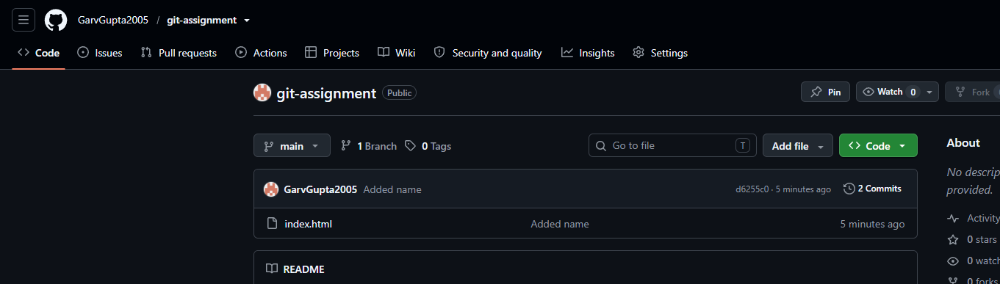 GarvGupta2005 / git-assignment
Code Issues Pull requests Actions Projects Wiki Security and quality Insights Settings
git-assignment Public Pin Watch 0 Fork
main 1 Branch 0 Tags Go to file T Add file Code
GarvGupta2005 Added name d6255c0 · 5 minutes ago 2 Commits
index.html Added name 5 minutes ago
README
About
No descrip
provided.
Activity
0 stars
0 watch
0 forks